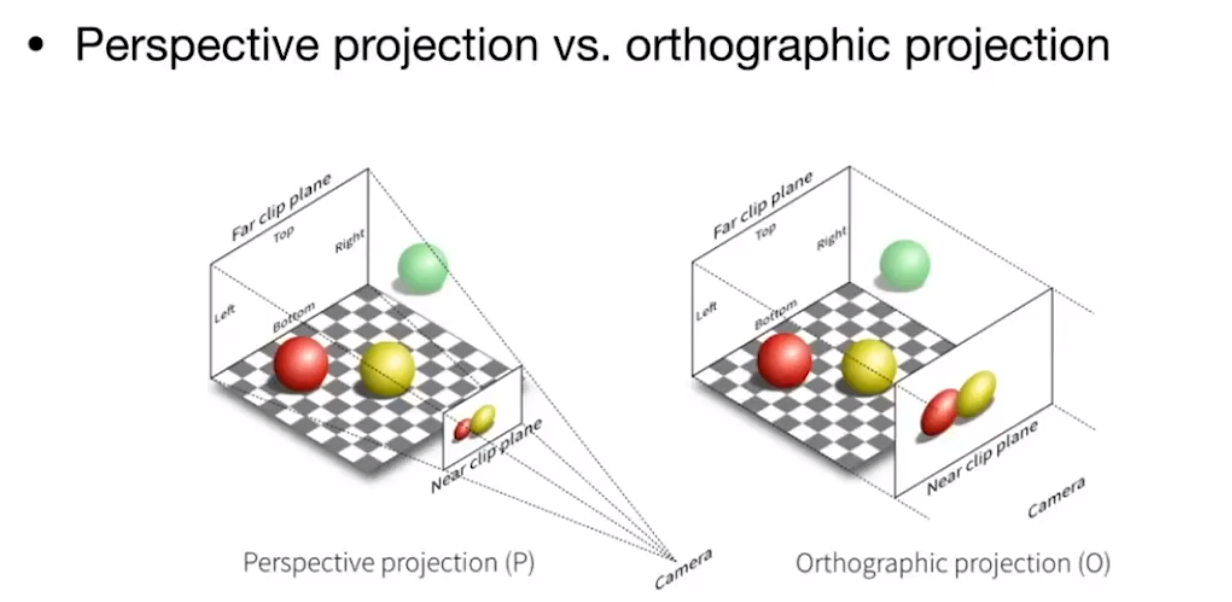 • Perspective projection vs. orthographic projection
Far clip plane
Top
Right
Left
Bottom
Near clip plane
Camera
Perspective projection (P)
Far clip plane
Top
Right
Left
Bottom
Near clip plane
Camera
Orthographic projection (O)